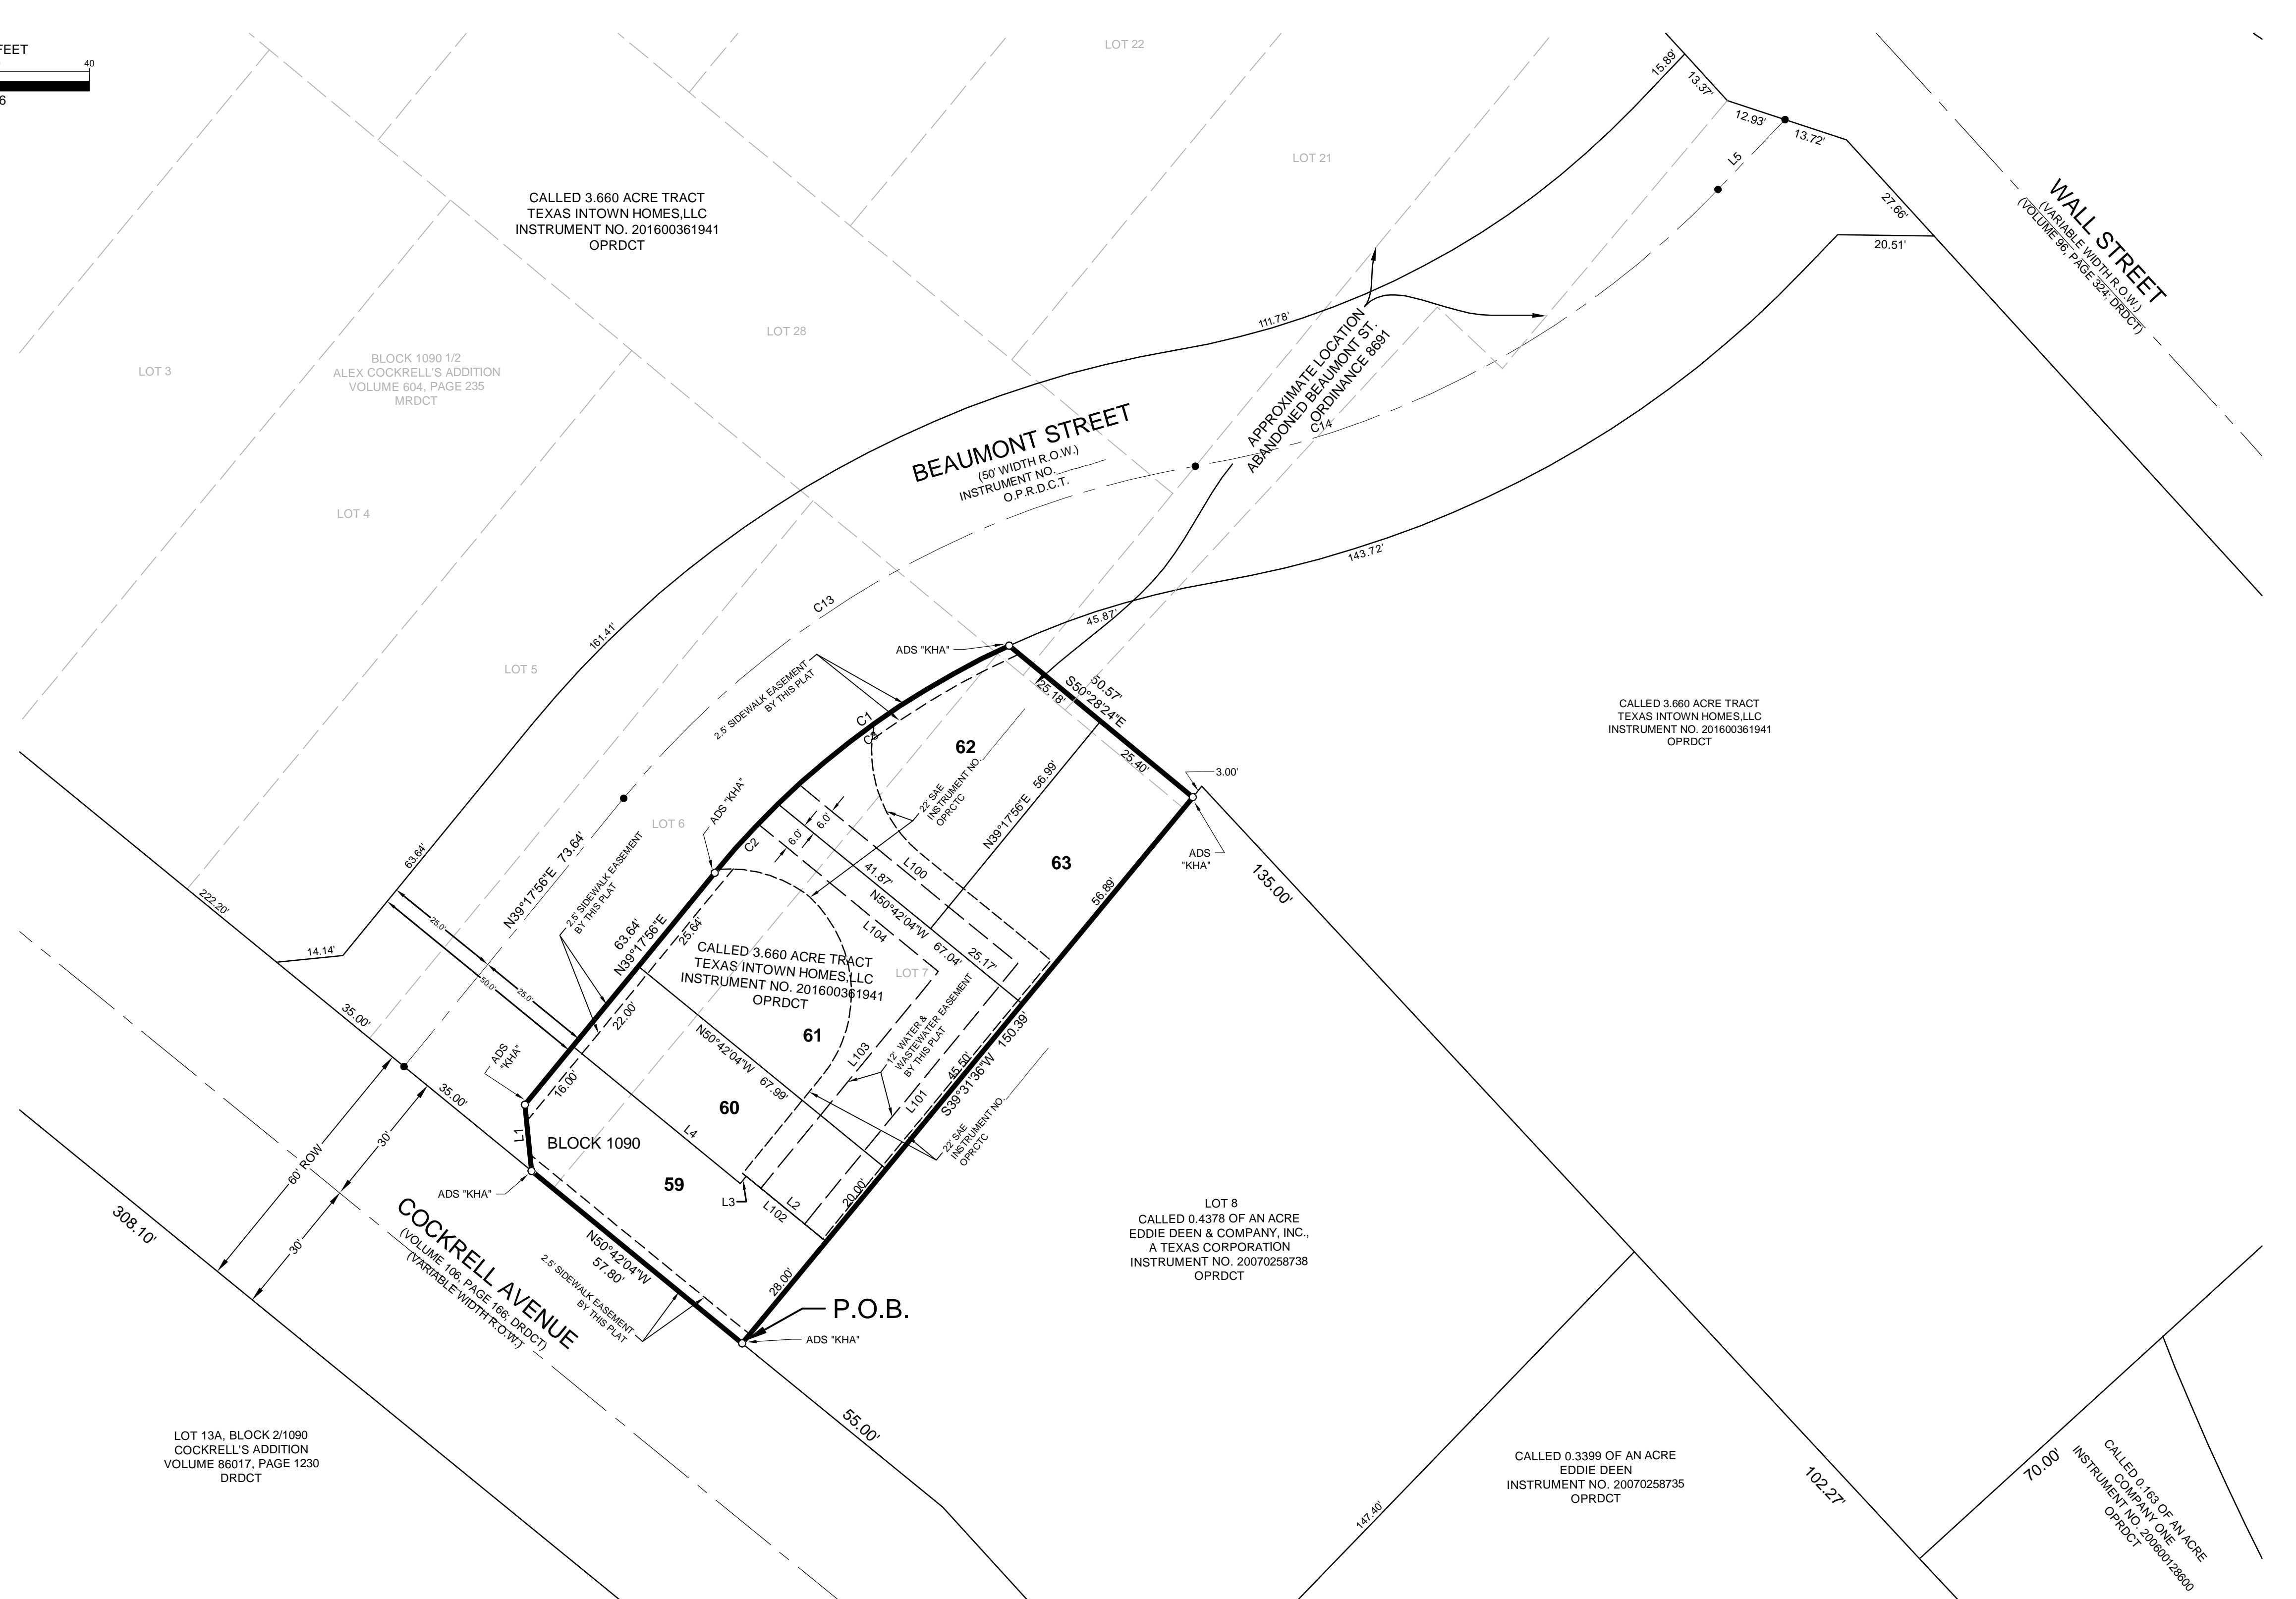 FEET
40
6
LOT 22
15.89'
13.37'
12.93'
13.72'
L5
LOT 21
27.66'
20.51'
WALL STREET
(VARIABLE WIDTH R.O.W.)
(VOLUME 96, PAGE 324; DRDCT)
CALLED 3.660 ACRE TRACT
TEXAS INTOWN HOMES,LLC
INSTRUMENT NO. 201600361941
OPRDCT
LOT 28
LOT 3
BLOCK 1090 1/2
ALEX COCKRELL'S ADDITION
VOLUME 604, PAGE 235
MRDCT
111.78'
APPROXIMATE LOCATION
ABANDONED BEAUMONT ST.
ORDINANCE 8691
C14
BEAUMONT STREET
(50' WIDTH R.O.W.)
INSTRUMENT NO.
O.P.R.D.C.T.
LOT 4
143.72'
C13
45.87'
161.41'
LOT 5
ADS "KHA"
2.5' SIDEWALK EASEMENT
BY THIS PLAT
50.57'
S50°28'24"E
25.18'
25.40'
C1
C3
62
3.00'
CALLED 3.660 ACRE TRACT
TEXAS INTOWN HOMES,LLC
INSTRUMENT NO. 201600361941
OPRDCT
ADS "KHA"
22' SAE
INSTRUMENT NO.
OPRCTC
N39°17'56"E 56.99'
LOT 6
6.0'
6.0'
C2
63
ADS
"KHA"
135.00'
63.64'
N39°17'56"E 73.64'
2.5' SIDEWALK EASEMENT
BY THIS PLAT
41.87'
L100
56.89'
222.20'
N50°42'04"W 67.04'
L104
25.17'
63.64'
N39°17'56"E
25.64'
14.14'
25.0'
50.0'
25.0'
CALLED 3.660 ACRE TRACT
TEXAS INTOWN HOMES,LLC
INSTRUMENT NO. 201600361941
OPRDCT
LOT 7
35.00'
22.00'
61
N50°42'04"W 67.99'
L103
12' WATER &
WASTEWATER EASEMENT
BY THIS PLAT
45.50'
S39°31'36"W 150.39'
L101
ADS
"KHA"
16.00'
35.00'
60
L4
L1
BLOCK 1090
22' SAE
INSTRUMENT NO.
OPRCTC
30'
60' ROW
30'
59
ADS "KHA"
L3
L102
L2
20.00'
308.10'
COCKRELL AVENUE
(VOLUME 106, PAGE 166; DRDCT)
(VARIABLE WIDTH R.O.W.)
N50°42'04"W
57.80'
2.5' SIDEWALK EASEMENT
BY THIS PLAT
28.00'
P.O.B.
ADS "KHA"
LOT 8
CALLED 0.4378 OF AN ACRE
EDDIE DEEN & COMPANY, INC.,
A TEXAS CORPORATION
INSTRUMENT NO. 20070258738
OPRDCT
55.00'
LOT 13A, BLOCK 2/1090
COCKRELL'S ADDITION
VOLUME 86017, PAGE 1230
DRDCT
CALLED 0.3399 OF AN ACRE
EDDIE DEEN
INSTRUMENT NO. 20070258735
OPRDCT
147.40'
102.27'
70.00'
CALLED 0.163 OF AN ACRE
COMPANY ONE
INSTRUMENT NO. 200600128600
OPRDCT